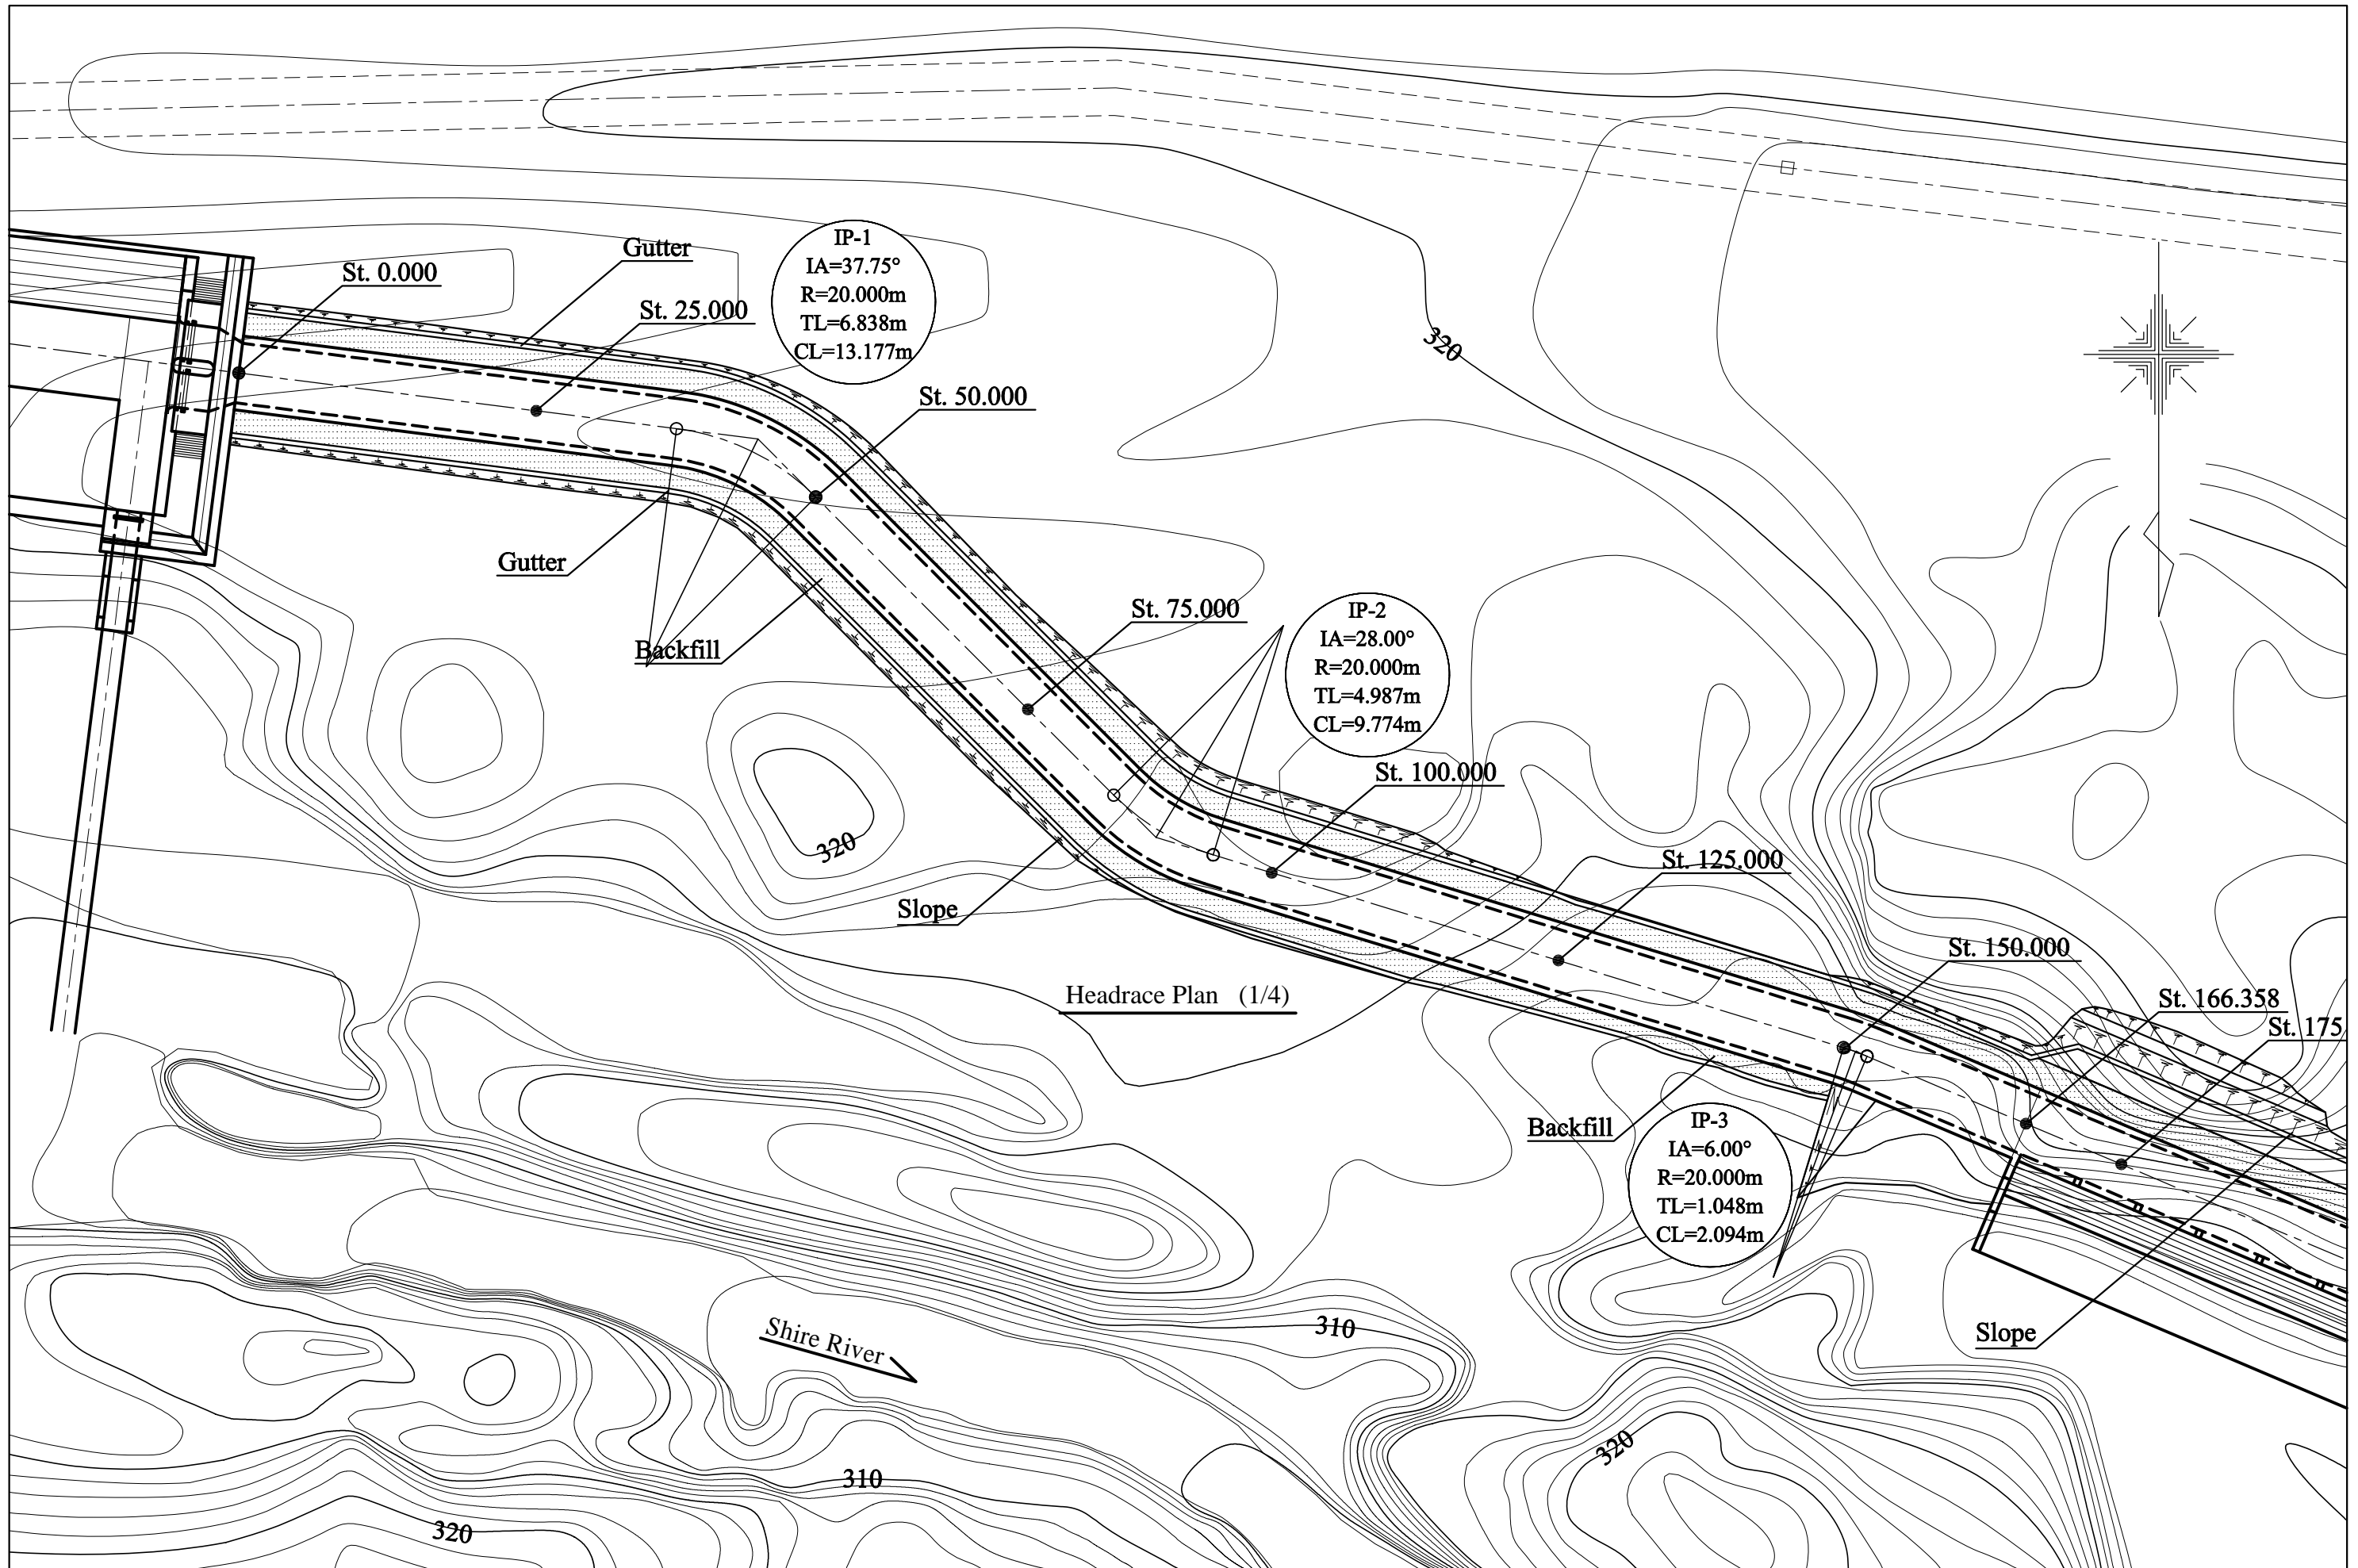 IP-1
IA=37.75°
R=20.000m
TL=6.838m
CL=13.177m
Gutter
St. 0.000
St. 25.000
320
St. 50.000
Gutter
Backfill
St. 75.000
IP-2
IA=28.00°
R=20.000m
TL=4.987m
CL=9.774m
St. 100.000
320
Slope
St. 125.000
Headrace Plan (1/4)
St. 150.000
St. 166.358
St. 175
Backfill
IP-3
IA=6.00°
R=20.000m
TL=1.048m
CL=2.094m
Shire River
310
Slope
320
310
320